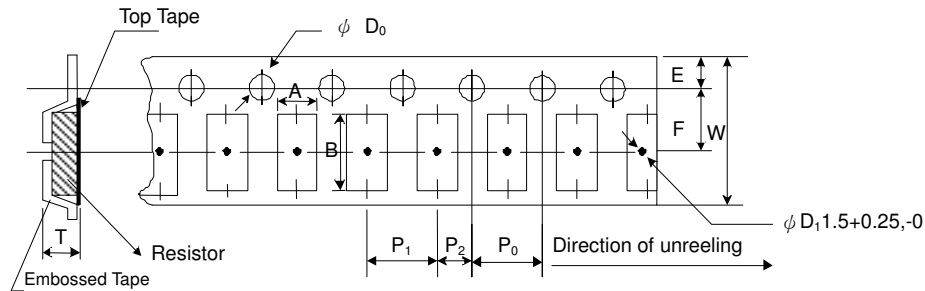 Top Tape
ϕ D₀
E
A
F
W
B
ϕ D₁ 1.5+0.25,-0
T
Resistor
P₁
P₂
P₀
Direction of unreeling
Embossed Tape